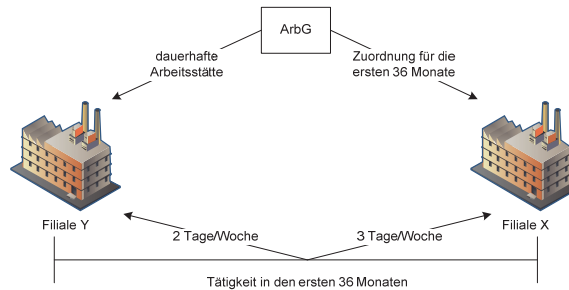 ArbG
dauerhafte
Arbeitsstätte
Zuordnung für die
ersten 36 Monate
Filiale Y
Filiale X
2 Tage/Woche
3 Tage/Woche
Tätigkeit in den ersten 36 Monaten